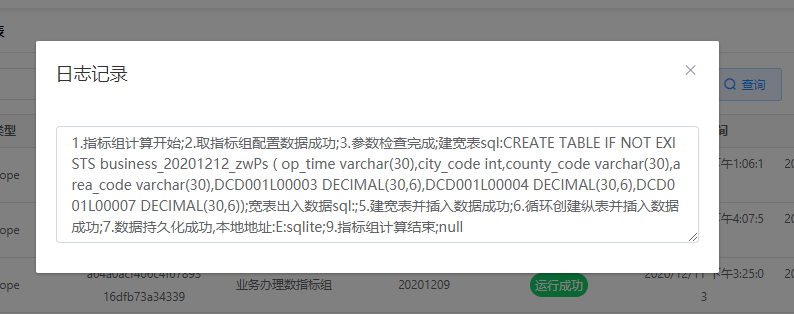 表
日志记录
查询
1.指标组计算开始;2.取指标组配置数据成功;3.参数检查完成;建宽表sql:CREATE TABLE IF NOT EXI
STS business_20201212_zwPs ( op_time varchar(30),city_code int,county_code varchar(30),a
rea_code varchar(30),DCD001L00003 DECIMAL(30,6),DCD001L00004 DECIMAL(30,6),DCD0
01L00007 DECIMAL(30,6));宽表出入数据sql:;5.建宽表并插入数据成功;6.循环创建纵表并插入数据
成功;7.数据持久化成功,本地地址:E:sqlite;9.指标组计算结束;null
类型
间
ope
午1:06:1
20
ope
午4:07:5
20
ope
16dfb73a34339
业务办理数指标组
20201209
运行成功
2020/12/11 下午3:25:0
3
20